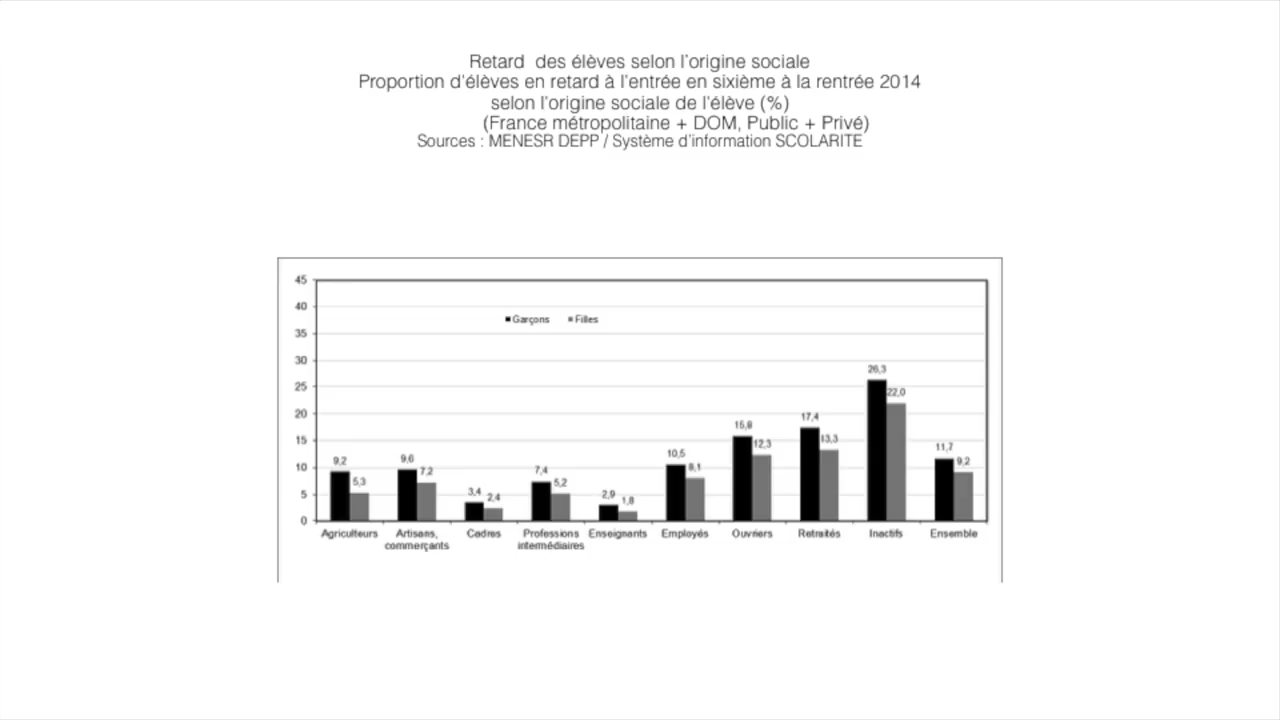 Retard des élèves selon l'origine sociale
Proportion d'élèves en retard à l'entrée en sixième à la rentrée 2014
selon l'origine sociale de l'élève (%)
(France métropolitaine + DOM, Public + Privé)
Sources : MENESR DEPP / Système d'information SCOLARITE
45
40
35
30
25
20
15
10
5
0
Garçons Filles
9,2 5,3
9,6 7,2
3,4 2,4
7,4 5,2
2,9 1,8
10,5 8,1
15,8 12,3
17,4 13,3
26,3 22,0
11,7 9,2
Agriculteurs
Artisans,
commerçants
Cadres
Professions
intermédiaires
Enseignants
Employés
Ouvriers
Retraités
Inactifs
Ensemble